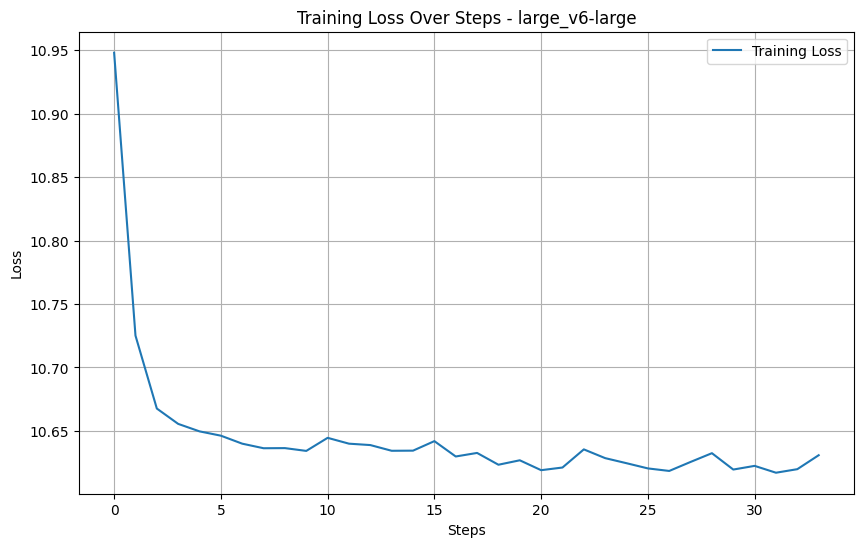 Training Loss Over Steps - large_v6-large
Training Loss
Loss
10.95
10.90
10.85
10.80
10.75
10.70
10.65
0 5 10 15 20 25 30
Steps